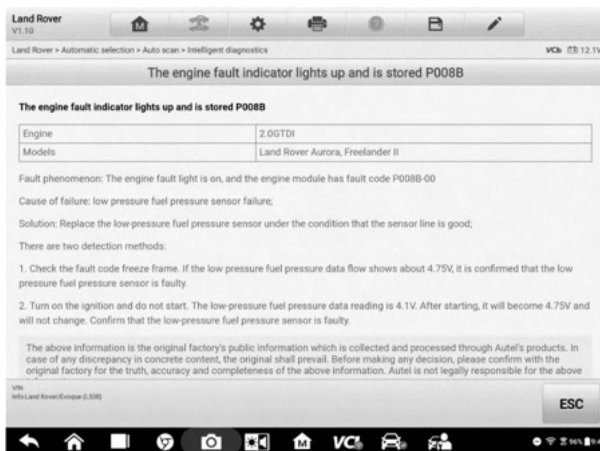 Land Rover
V1.10
Land Rover > Automatic selection > Auto scan > Intelligent diagnostics
VCI 12.1V
The engine fault indicator lights up and is stored P008B
The engine fault indicator lights up and is stored P008B
Engine 2.0GTDI
Models Land Rover Aurora, Freelander II
Fault phenomenon: The engine fault light is on, and the engine module has fault code P008B-00
Cause of failure: low pressure fuel pressure sensor failure;
Solution: Replace the low-pressure fuel pressure sensor under the condition that the sensor line is good;
There are two detection methods:
1. Check the fault code freeze frame. If the low pressure fuel pressure data flow shows about 4.75V, it is confirmed that the low
pressure fuel pressure sensor is faulty.
2. Turn on the ignition and do not start. The low-pressure fuel pressure data reading is 4.1V. After starting, it will become 4.75V and
will not change. Confirm that the low-pressure fuel pressure sensor is faulty.
The above information is the original factory's public information which is collected and processed through Autel's products. In
case of any discrepancy in concrete content, the original shall prevail. Before making any decision, please confirm with the
original factory for the truth, accuracy and completeness of the above information. Autel is not legally responsible for the above
VIN:
Info:Land Rover/Evoque (L538)
ESC
M
VCI
96%